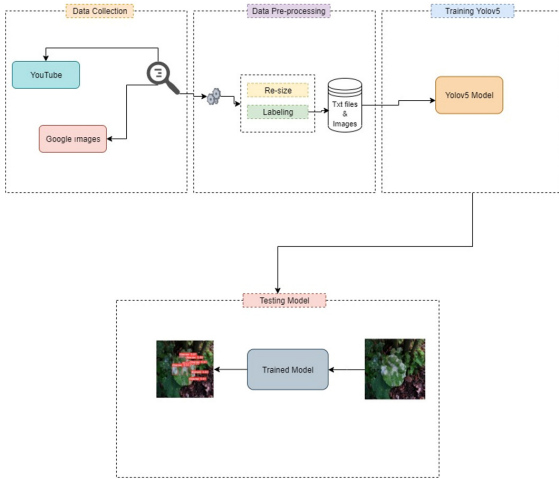 Data Collection
Data Pre-processing
Training Yolov5
YouTube
Google images
Re-size
Labeling
Txt files
&
Images
Yolov5 Model
Testing Model
Trained Model